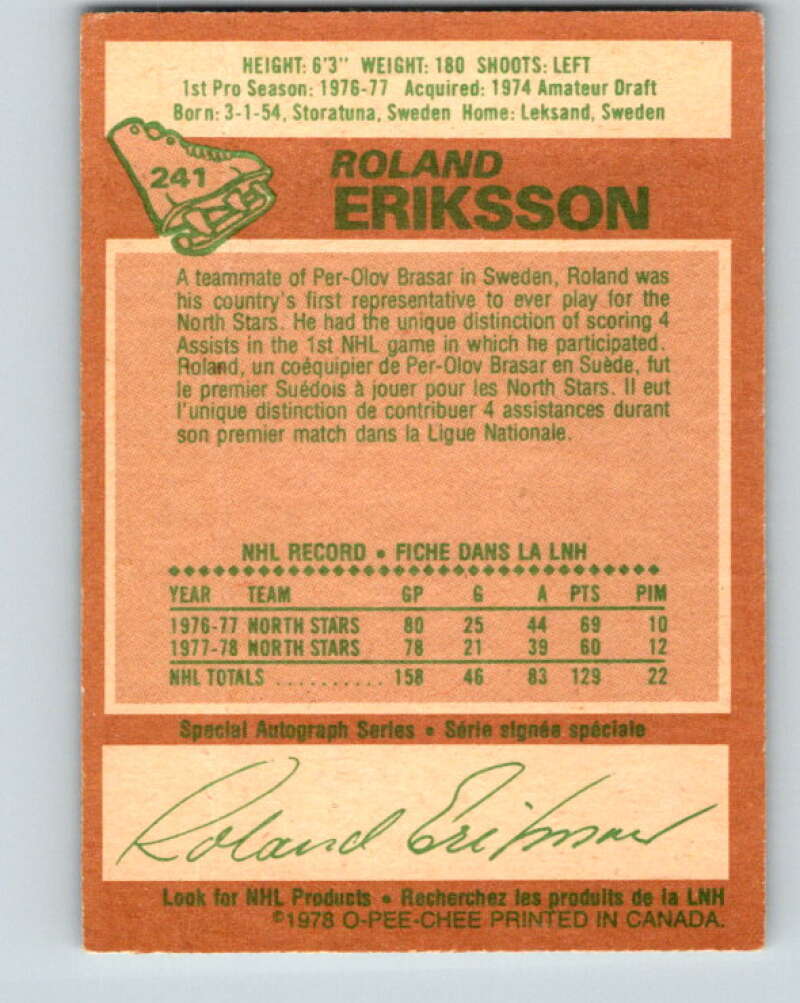 HEIGHT: 6'3" WEIGHT: 180 SHOOTS: LEFT
1st Pro Season: 1976-77 Acquired: 1974 Amateur Draft
Born: 3-1-54, Storatuna, Sweden Home: Leksand, Sweden
241
ROLAND
ERIKSSON
A teammate of Per-Olov Brasar in Sweden, Roland was
his country's first representative to ever play for the
North Stars. He had the unique distinction of scoring 4
Assists in the 1st NHL game in which he participated.
Roland, un coéquipier de Per-Olov Brasar en Suède, fut
le premier Suédois à jouer pour les North Stars. Il eut
l'unique distinction de contribuer 4 assistances durant
son premier match dans la Ligue Nationale.
NHL RECORD • FICHE DANS LA LNH
YEAR TEAM GP G A PTS PIM
1976-77 NORTH STARS 80 25 44 69 10
1977-78 NORTH STARS 78 21 39 60 12
NHL TOTALS .......... 158 46 83 129 22
Special Autograph Series • Série signée spéciale
Roland Eriksson
Look for NHL Products • Recherchez les produits de la LNH
©1978 O-PEE-CHEE PRINTED IN CANADA.